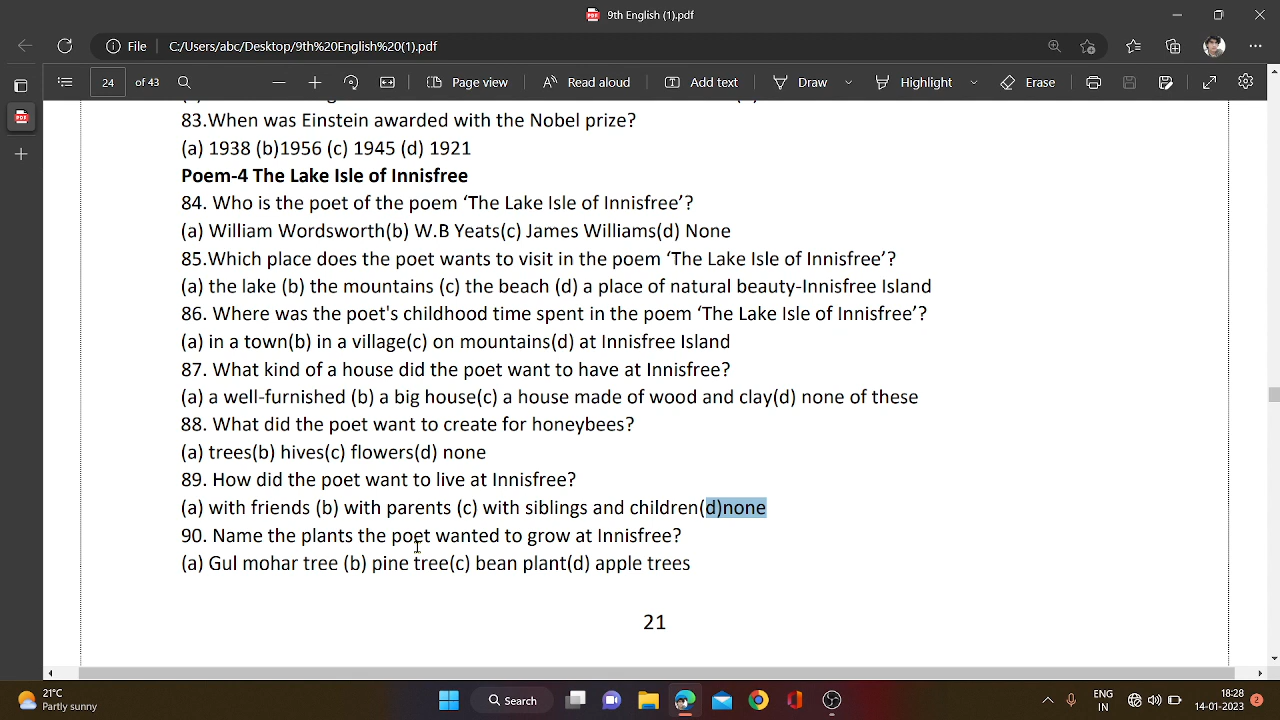 9th English (1).pdf
File C:/Users/abc/Desktop/9th%20English%20(1).pdf
24 of 43 Page view Read aloud Add text Draw Highlight Erase
83.When was Einstein awarded with the Nobel prize?
(a) 1938 (b)1956 (c) 1945 (d) 1921
Poem-4 The Lake Isle of Innisfree
84. Who is the poet of the poem ‘The Lake Isle of Innisfree’?
(a) William Wordsworth(b) W.B Yeats(c) James Williams(d) None
85.Which place does the poet wants to visit in the poem ‘The Lake Isle of Innisfree’?
(a) the lake (b) the mountains (c) the beach (d) a place of natural beauty-Innisfree Island
86. Where was the poet's childhood time spent in the poem ‘The Lake Isle of Innisfree’?
(a) in a town(b) in a village(c) on mountains(d) at Innisfree Island
87. What kind of a house did the poet want to have at Innisfree?
(a) a well-furnished (b) a big house(c) a house made of wood and clay(d) none of these
88. What did the poet want to create for honeybees?
(a) trees(b) hives(c) flowers(d) none
89. How did the poet want to live at Innisfree?
(a) with friends (b) with parents (c) with siblings and children(d)none
90. Name the plants the poet wanted to grow at Innisfree?
(a) Gul mohar tree (b) pine tree(c) bean plant(d) apple trees
21
21°C
Partly sunny
Search
ENG
IN
18:28
14-01-2023
2